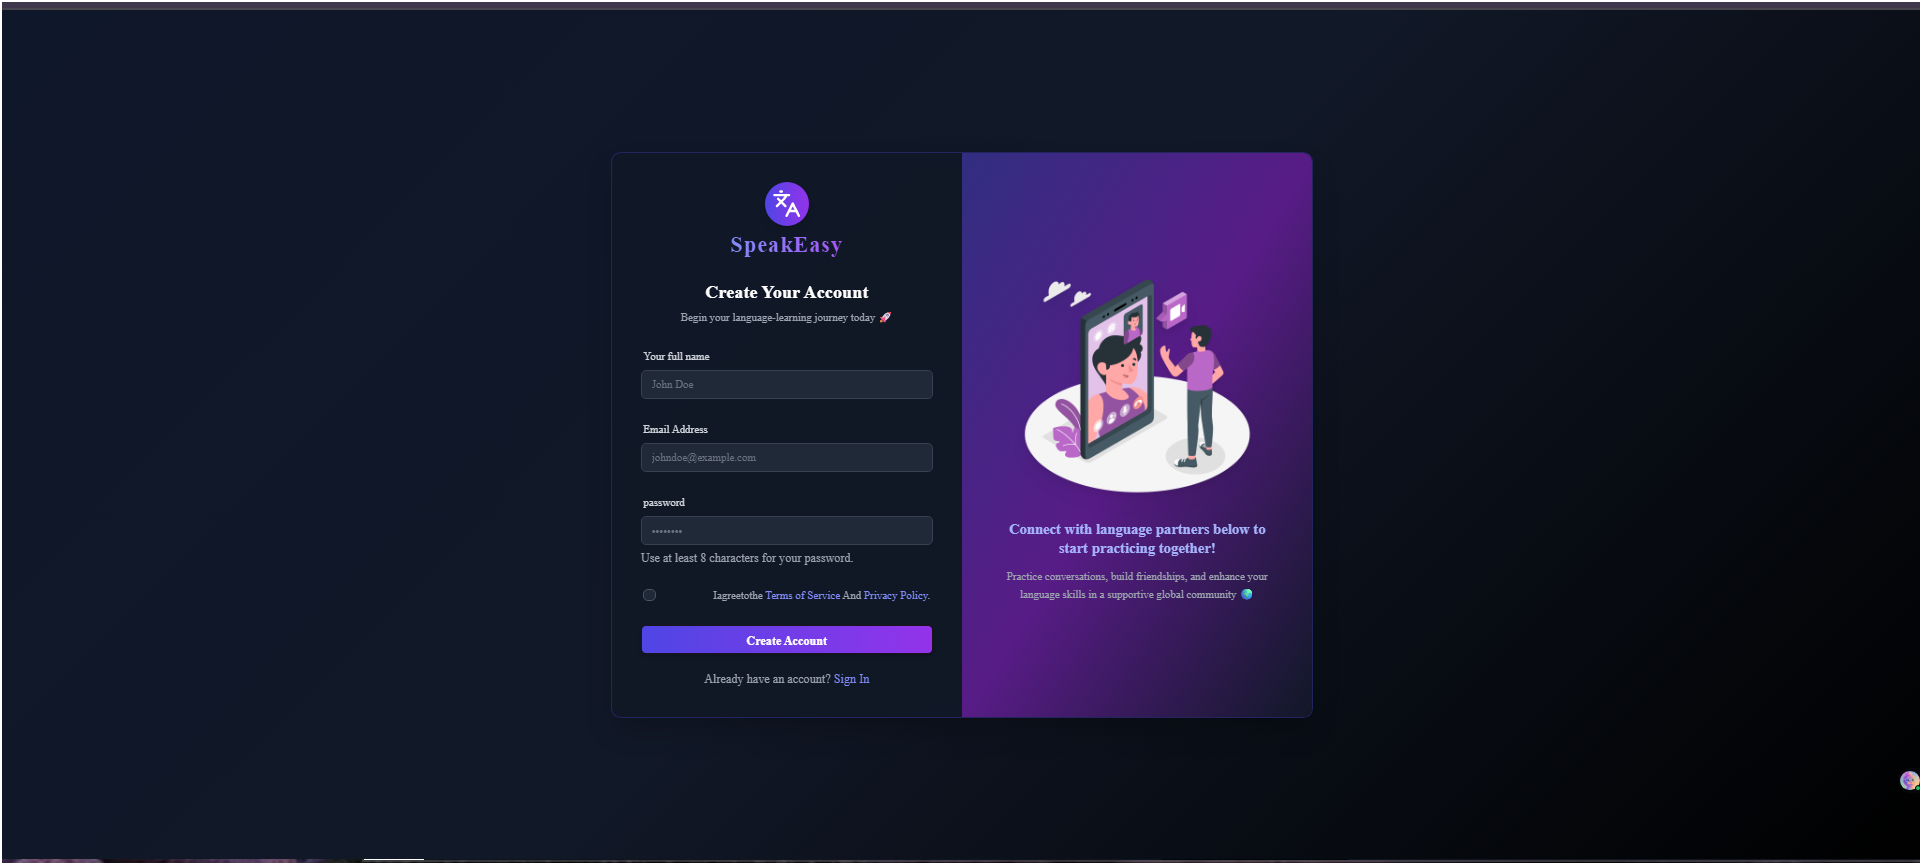 SpeakEasy
Create Your Account
Begin your language-learning journey today 🚀
Your full name
John Doe
Email Address
johndoe@example.com
password
••••••••
Use at least 8 characters for your password.
Iagreetothe Terms of Service And Privacy Policy.
Create Account
Already have an account? Sign In
Connect with language partners below to
start practicing together!
Practice conversations, build friendships, and enhance your
language skills in a supportive global community 🌍